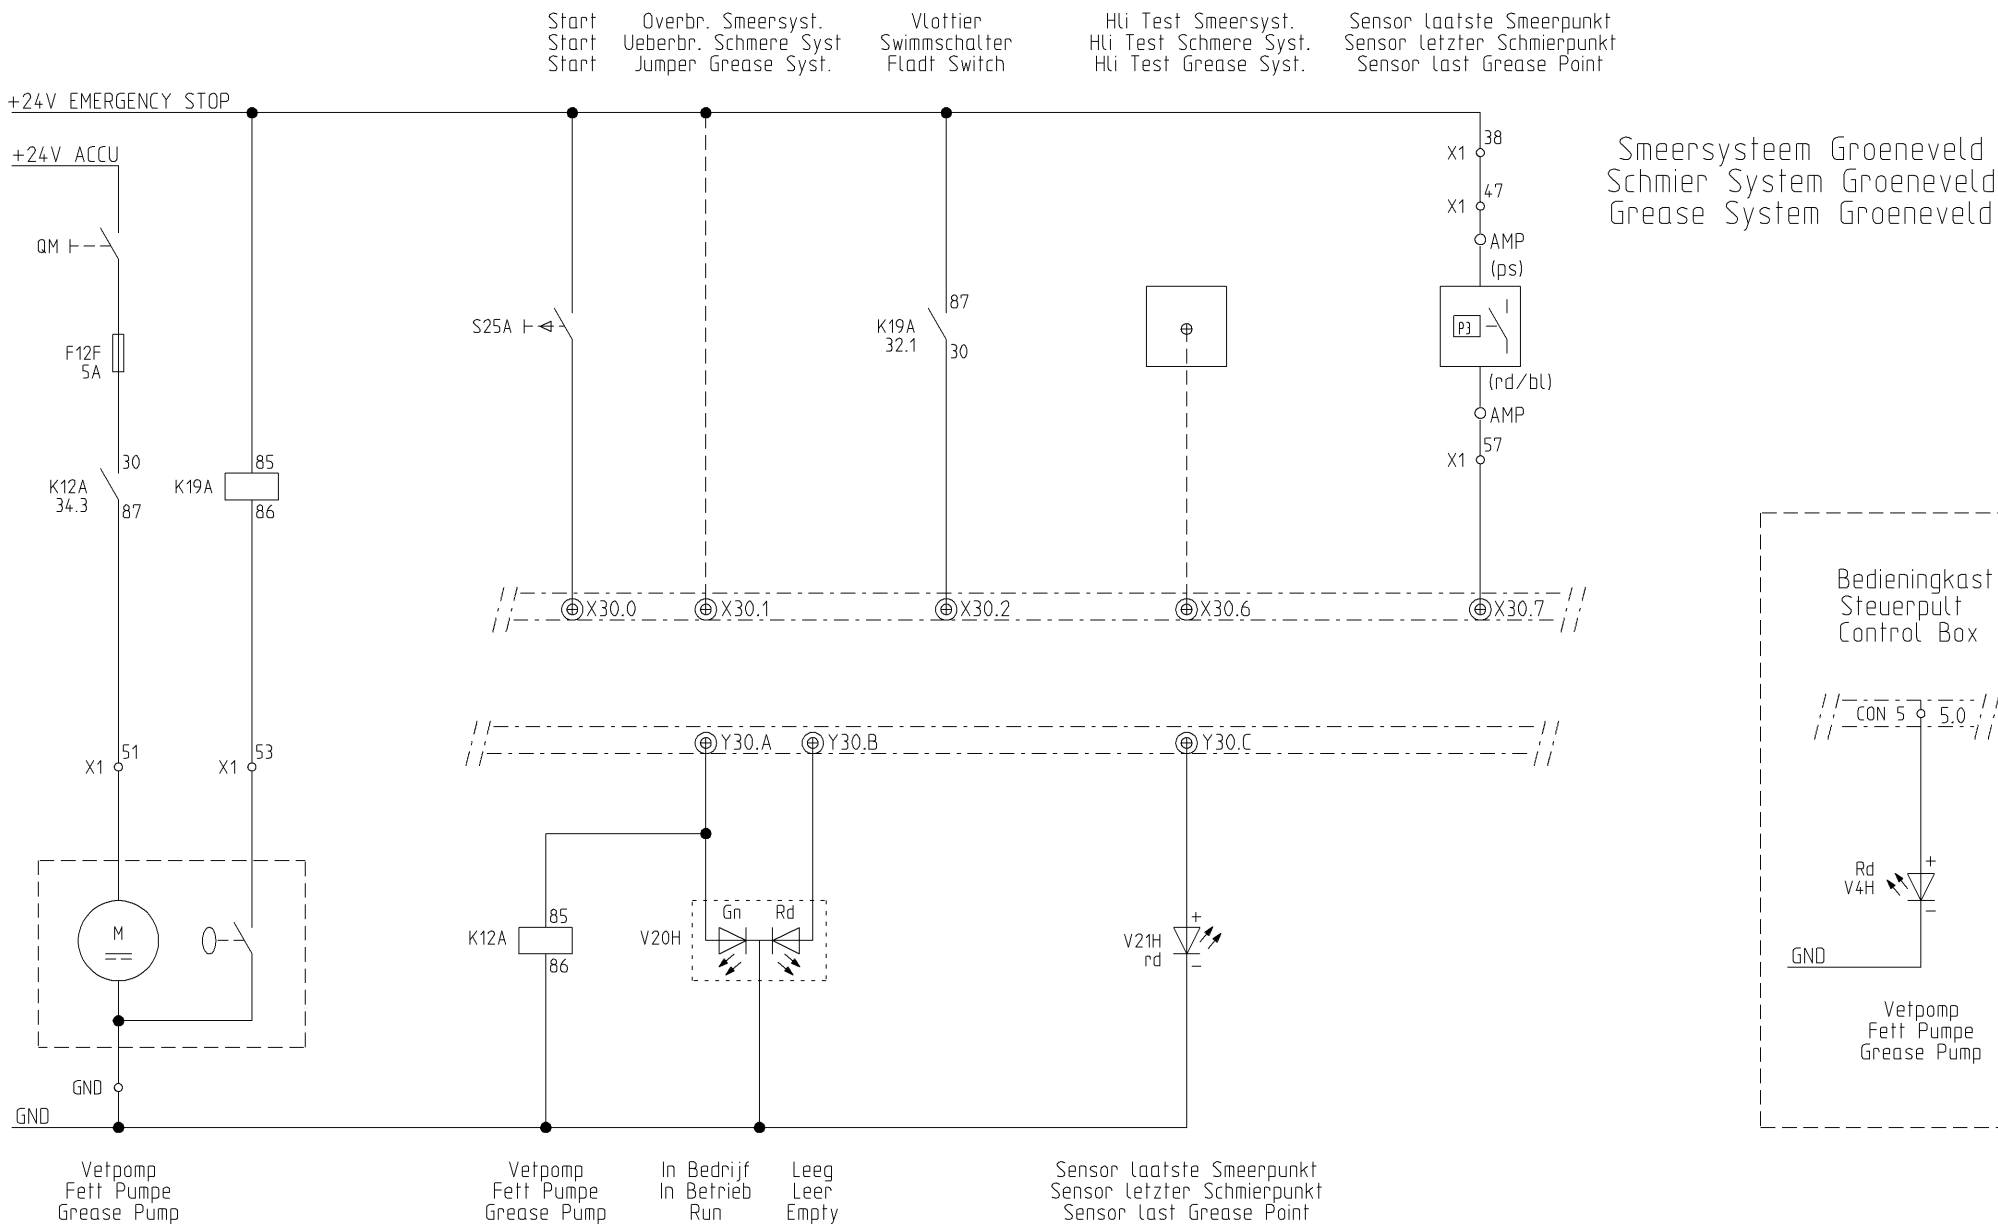 Start
Start
Start
Overbr. Smeersyst.
Ueberbr. Schmere Syst
Jumper Grease Syst.
Vlottier
Swimmschalter
Fladt Switch
Hli Test Smeersyst.
Hli Test Schmere Syst.
Hli Test Grease Syst.
Sensor laatste Smeerpunkt
Sensor letzter Schmierpunkt
Sensor last Grease Point
+24V EMERGENCY STOP
+24V ACCU
Smeersysteem Groeneveld
Schmier System Groeneveld
Grease System Groeneveld
38
X1
47
X1
AMP
(ps)
QM
S25A
87
K19A
32.1
30
P3
F12F
5A
(rd/bl)
AMP
57
X1
30
K12A
34.3
87
85
K19A
86
X30.0
X30.1
X30.2
X30.6
X30.7
Bedieningkast
Steuerpult
Control Box
CON 5
5.0
Y30.A
Y30.B
Y30.C
51
X1
53
X1
M
85
K12A
86
Gn
Rd
V20H
+
V21H
rd
-
+
Rd
V4H
-
GND
Vetpomp
Fett Pumpe
Grease Pump
GND
GND
Vetpomp
Fett Pumpe
Grease Pump
Vetpomp
Fett Pumpe
Grease Pump
In Bedrijf
In Betrieb
Run
Leeg
Leer
Empty
Sensor laatste Smeerpunkt
Sensor letzter Schmierpunkt
Sensor last Grease Point